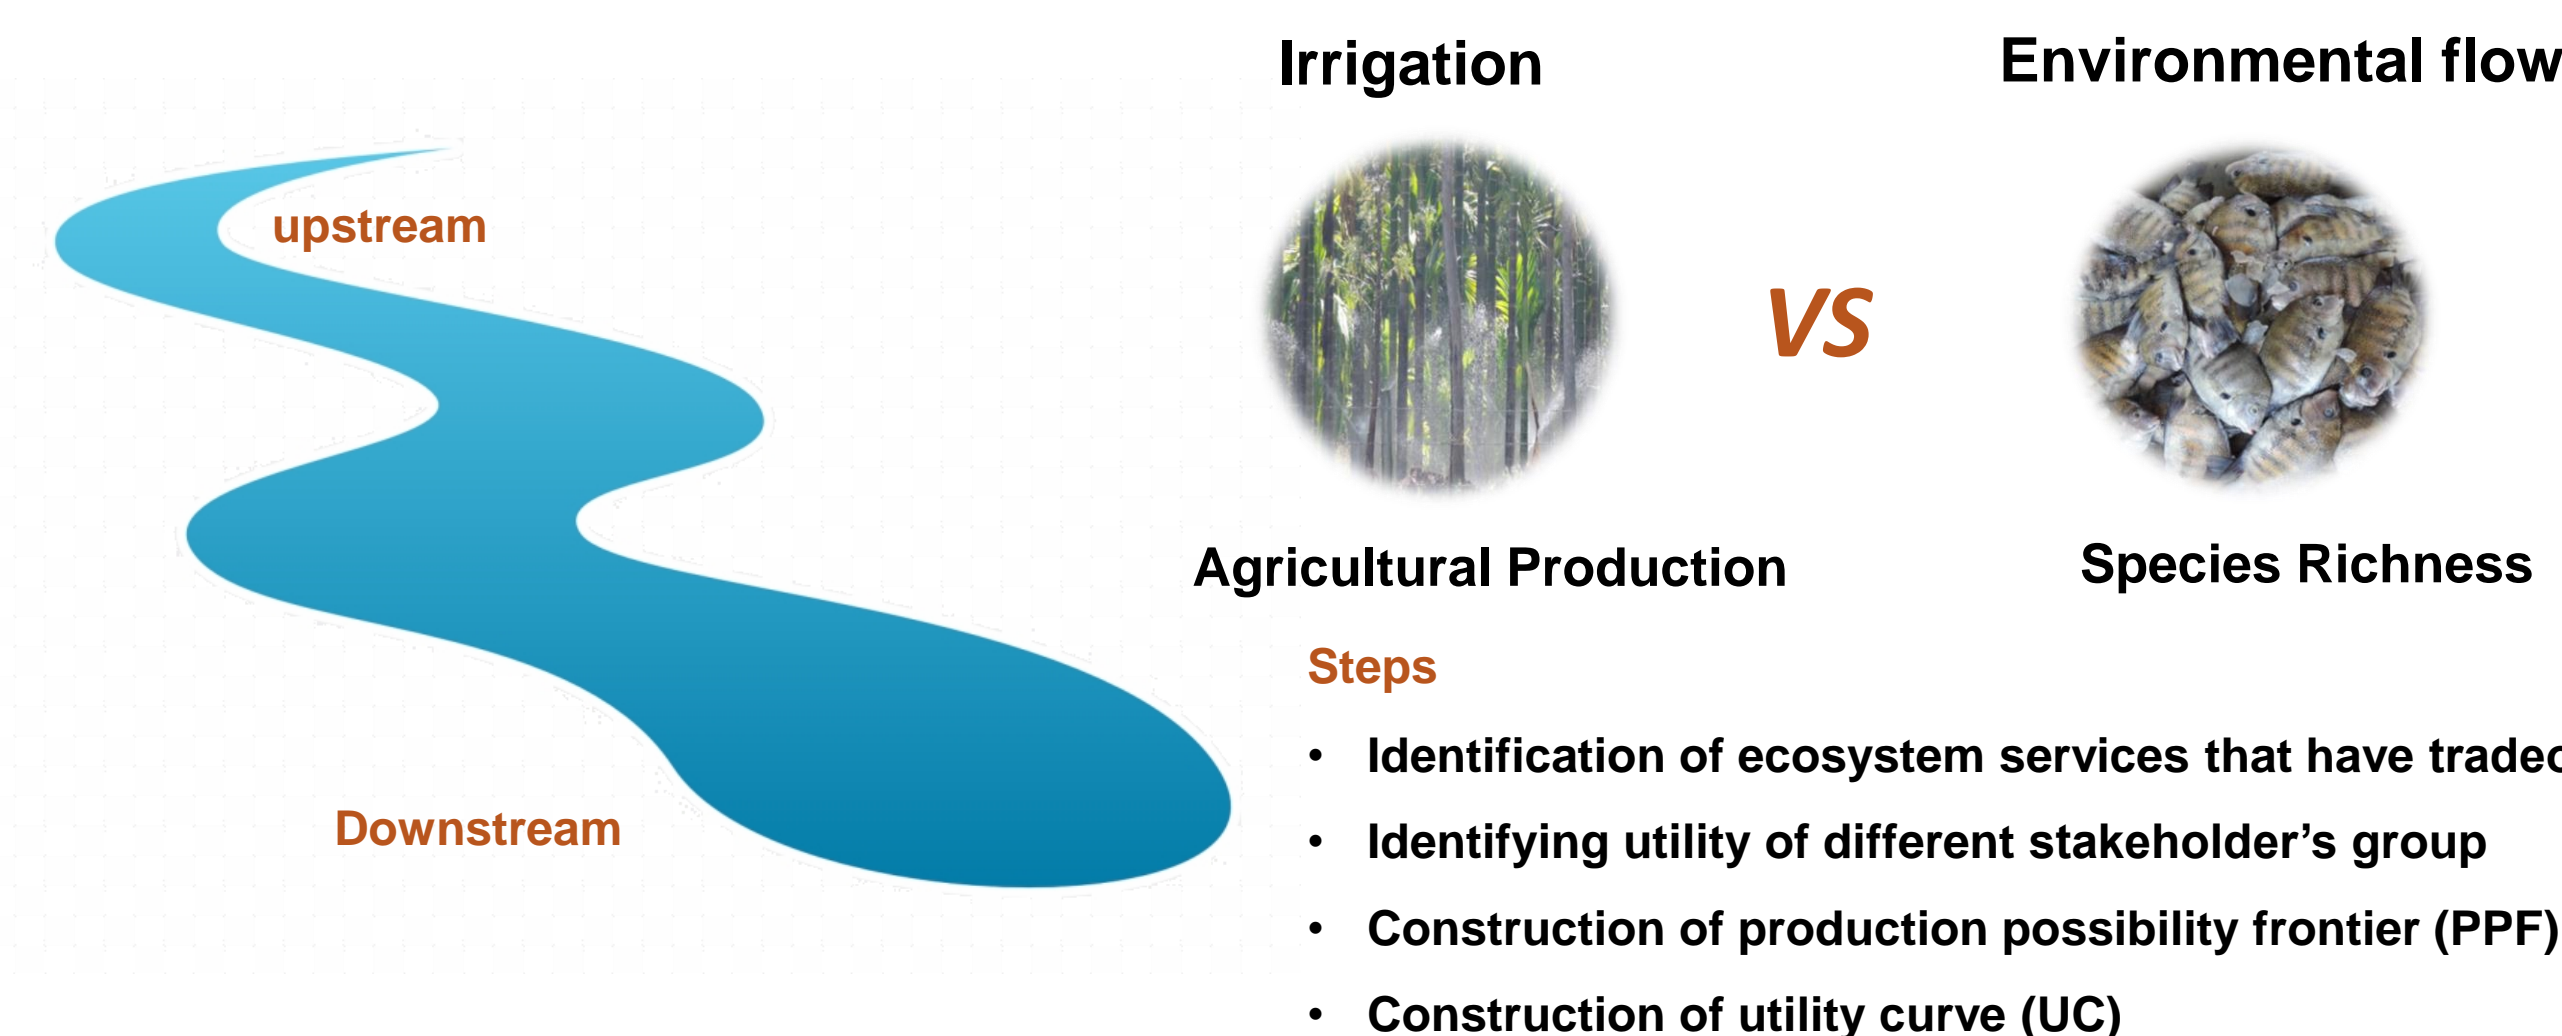 Irrigation
Environmental flow
upstream
VS
Agricultural Production
Species Richness
Steps
• Identification of ecosystem services that have
• Identifying utility of different stakeholder’s group
• Construction of production possibility frontier (PPF)
Downstream
• Construction of utility curve (UC)